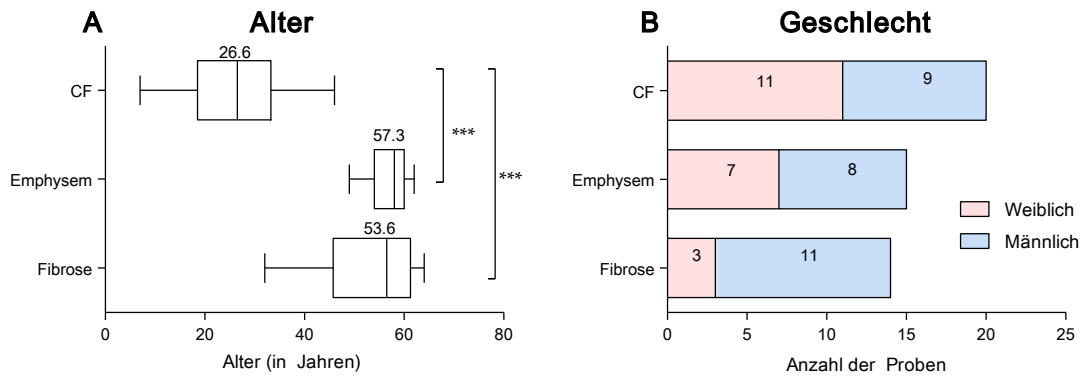 A Alter
26.6
CF
57.3
***
Emphysem
***
53.6
Fibrose
0 20 40 60 80
Alter (in Jahren)
B Geschlecht
11 9
CF
7 8
Emphysem
Weiblich
Männlich
3 11
Fibrose
0 5 10 15 20 25
Anzahl der Proben